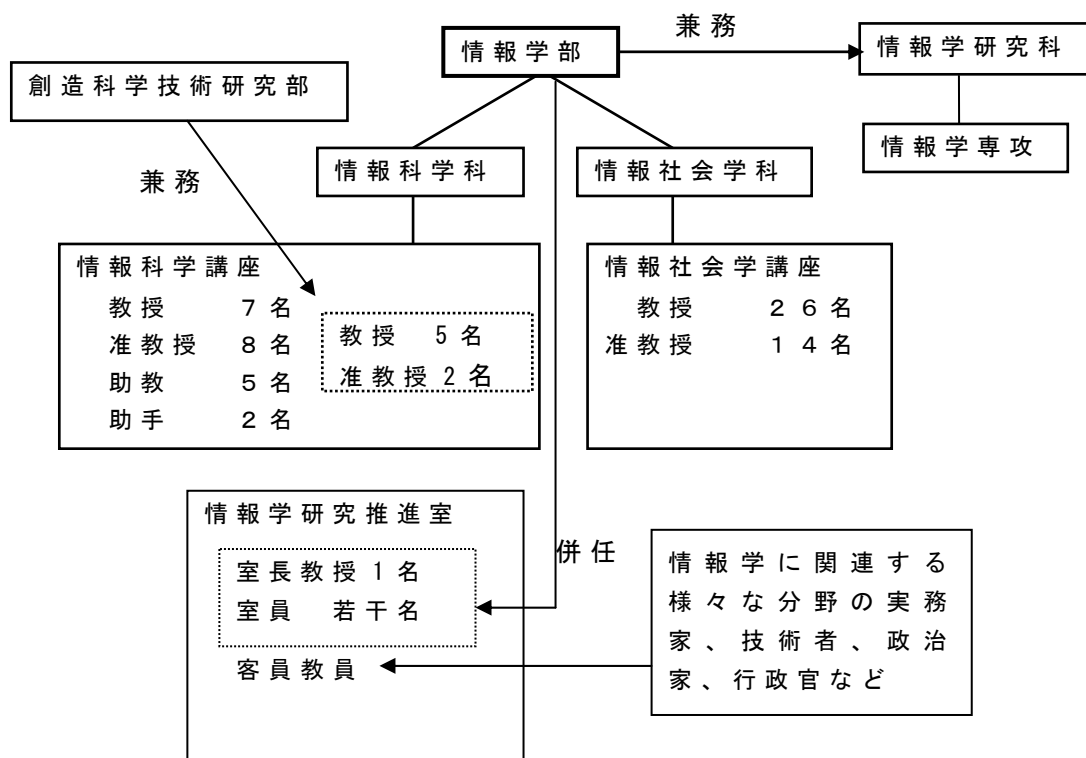 情報学部
兼務
情報学研究科
創造科学技術研究部
情報学専攻
兼務
情報科学科
情報社会学科
情報科学講座
教授 7名
准教授 8名
助教 5名
助手 2名
教授 5名
准教授2名
情報社会学講座
教授 26名
准教授 14名
情報学研究推進室
室長教授1名
室員 若干名
客員教員
併任
情報学に関連する
様々な分野の実務
家、技術者、政治
家、行政官など